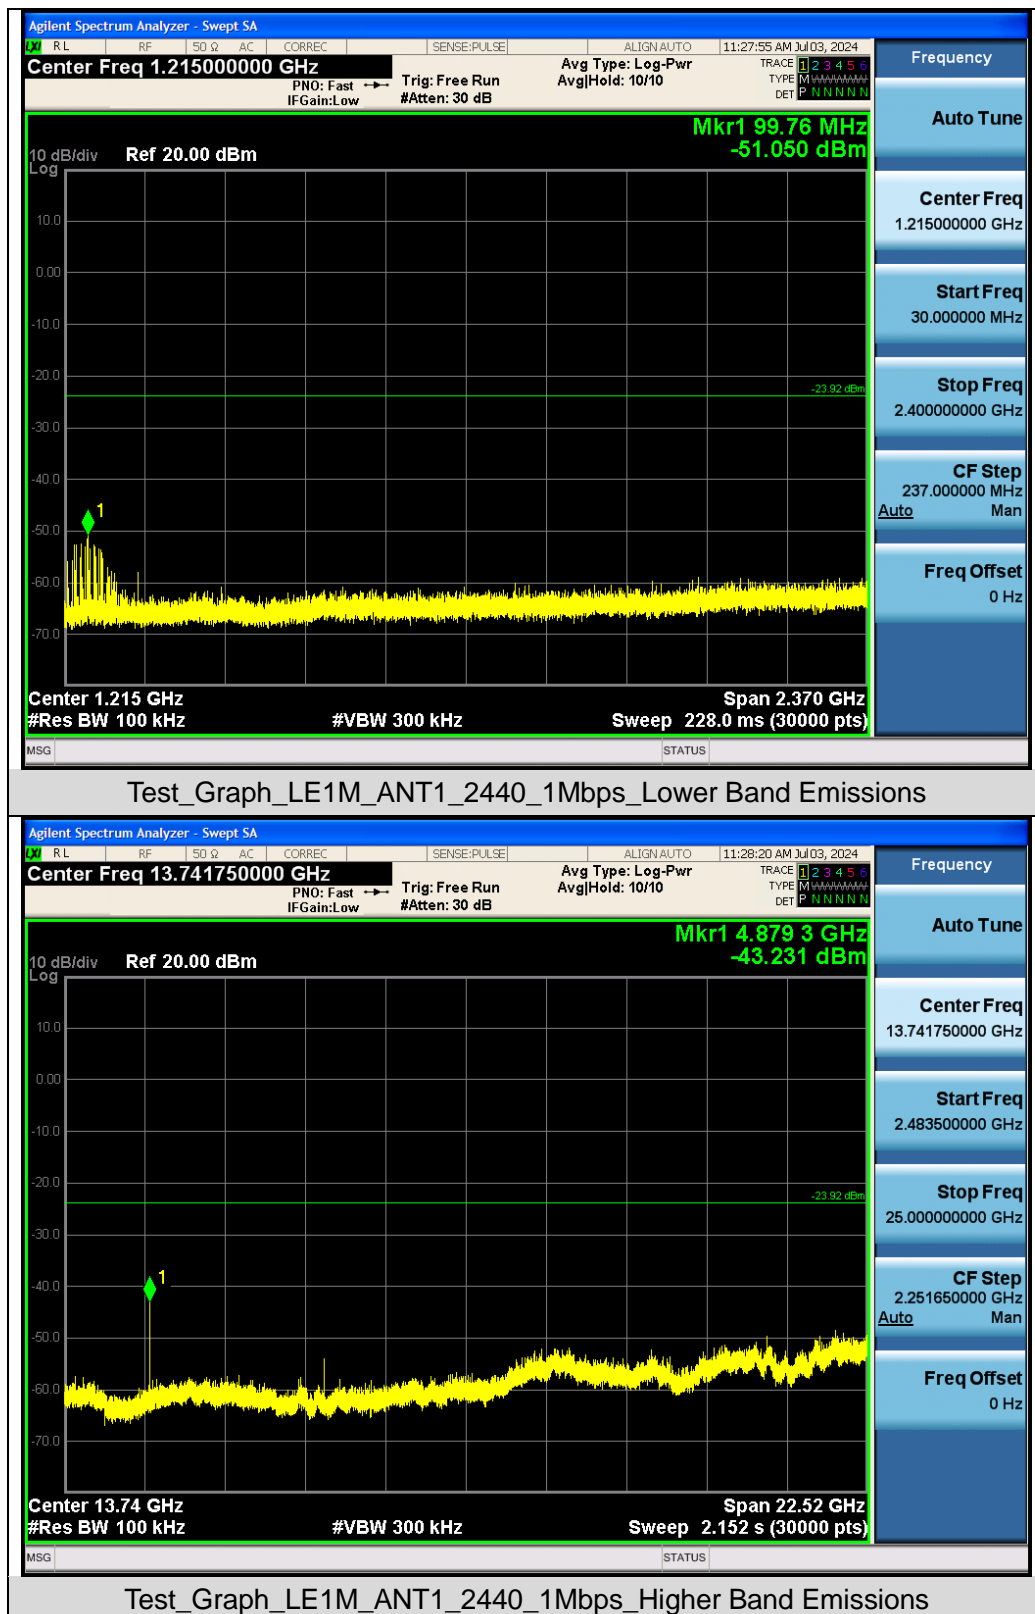 Agilent Spectrum Analyzer - Swept SA
LXI RL RF 50 Ω AC CORREC SENSE:PULSE ALIGN AUTO 11:27:55 AM Jul 03, 2024
Center Freq 1.215000000 GHz
PNO: Fast
IFGain:Low
Trig: Free Run
#Atten: 30 dB
Avg Type: Log-Pwr
Avg|Hold: 10/10
TRACE 1 2 3 4 5 6
TYPE M
DET P N N N N N
Frequency
Auto Tune
Center Freq
1.215000000 GHz
Start Freq
30.000000 MHz
Stop Freq
2.400000000 GHz
CF Step
237.000000 MHz
Auto Man
Freq Offset
0 Hz
Mkr1 99.76 MHz
-51.050 dBm
10 dB/div Ref 20.00 dBm
Log
10.0
0.00
-10.0
-20.0
-23.92 dBm
-30.0
-40.0
1
-50.0
-60.0
-70.0
Center 1.215 GHz Span 2.370 GHz
#Res BW 100 kHz #VBW 300 kHz Sweep 228.0 ms (30000 pts)
MSG STATUS
Test_Graph_LE1M_ANT1_2440_1Mbps_Lower Band Emissions
Agilent Spectrum Analyzer - Swept SA
LXI RL RF 50 Ω AC CORREC SENSE:PULSE ALIGN AUTO 11:28:20 AM Jul 03, 2024
Center Freq 13.741750000 GHz
PNO: Fast
IFGain:Low
Trig: Free Run
#Atten: 30 dB
Avg Type: Log-Pwr
Avg|Hold: 10/10
TRACE 1 2 3 4 5 6
TYPE M
DET P N N N N N
Frequency
Auto Tune
Center Freq
13.741750000 GHz
Start Freq
2.483500000 GHz
Stop Freq
25.000000000 GHz
CF Step
2.251650000 GHz
Auto Man
Freq Offset
0 Hz
Mkr1 4.879 3 GHz
-43.231 dBm
10 dB/div Ref 20.00 dBm
Log
10.0
0.00
-10.0
-20.0
-23.92 dBm
-30.0
1
-40.0
-50.0
-60.0
-70.0
Center 13.74 GHz Span 22.52 GHz
#Res BW 100 kHz #VBW 300 kHz Sweep 2.152 s (30000 pts)
MSG STATUS
Test_Graph_LE1M_ANT1_2440_1Mbps_Higher Band Emissions